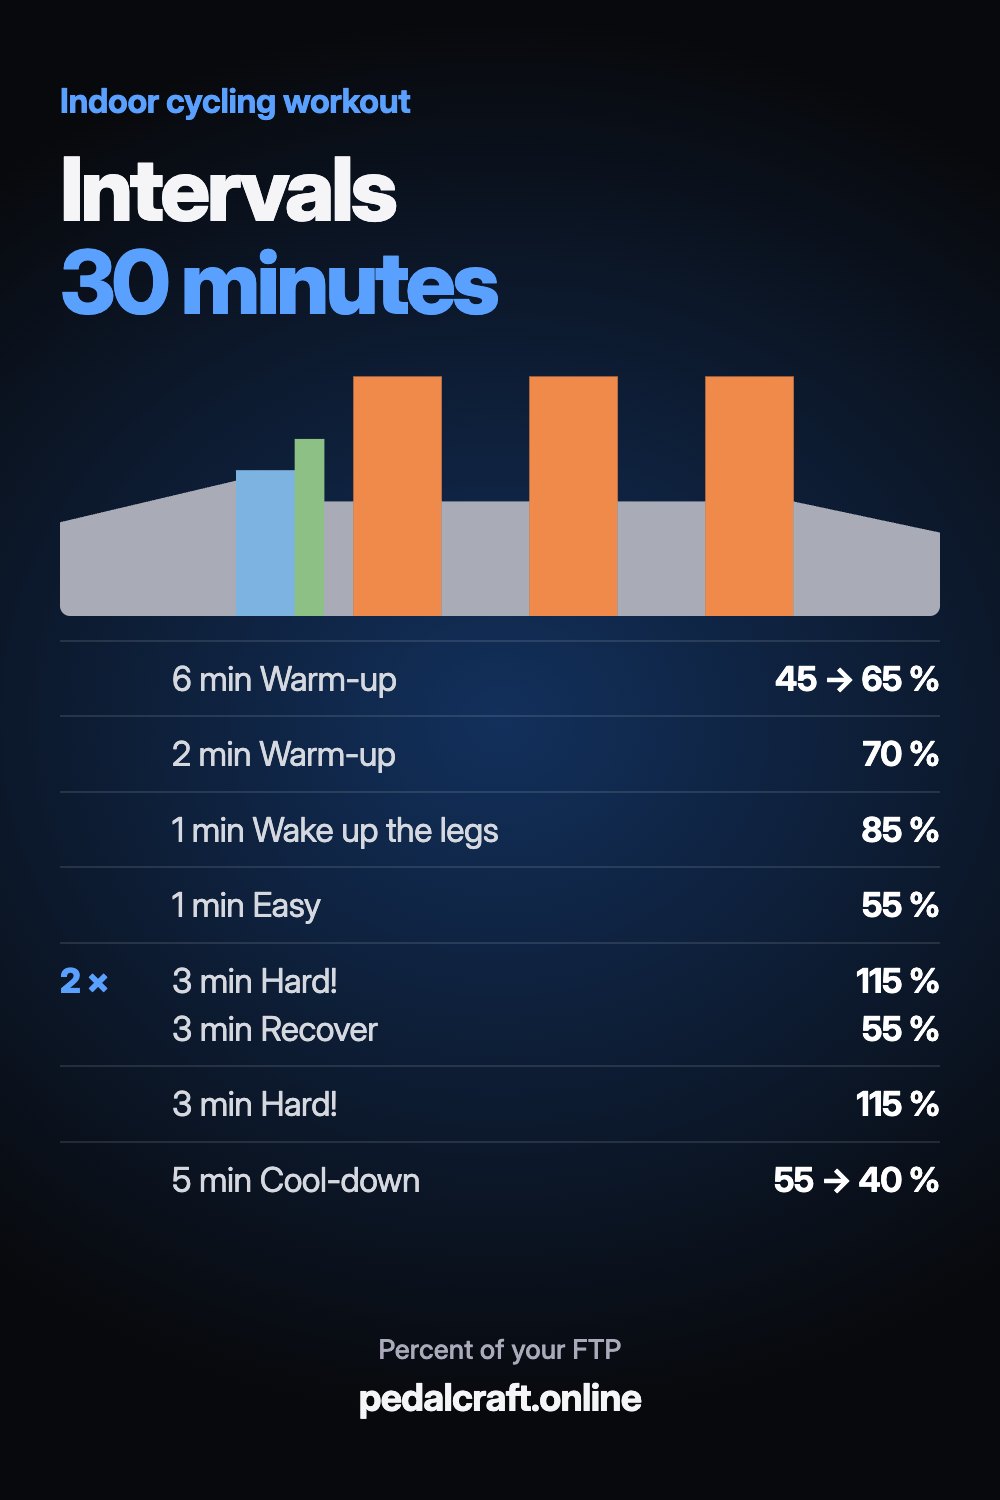 Indoor cycling workout
Intervals
30 minutes
6 min Warm-up 45 → 65 %
2 min Warm-up 70 %
1 min Wake up the legs 85 %
1 min Easy 55 %
2 × 3 min Hard! 115 %
3 min Recover 55 %
3 min Hard! 115 %
5 min Cool-down 55 → 40 %
Percent of your FTP
pedalcraft.online